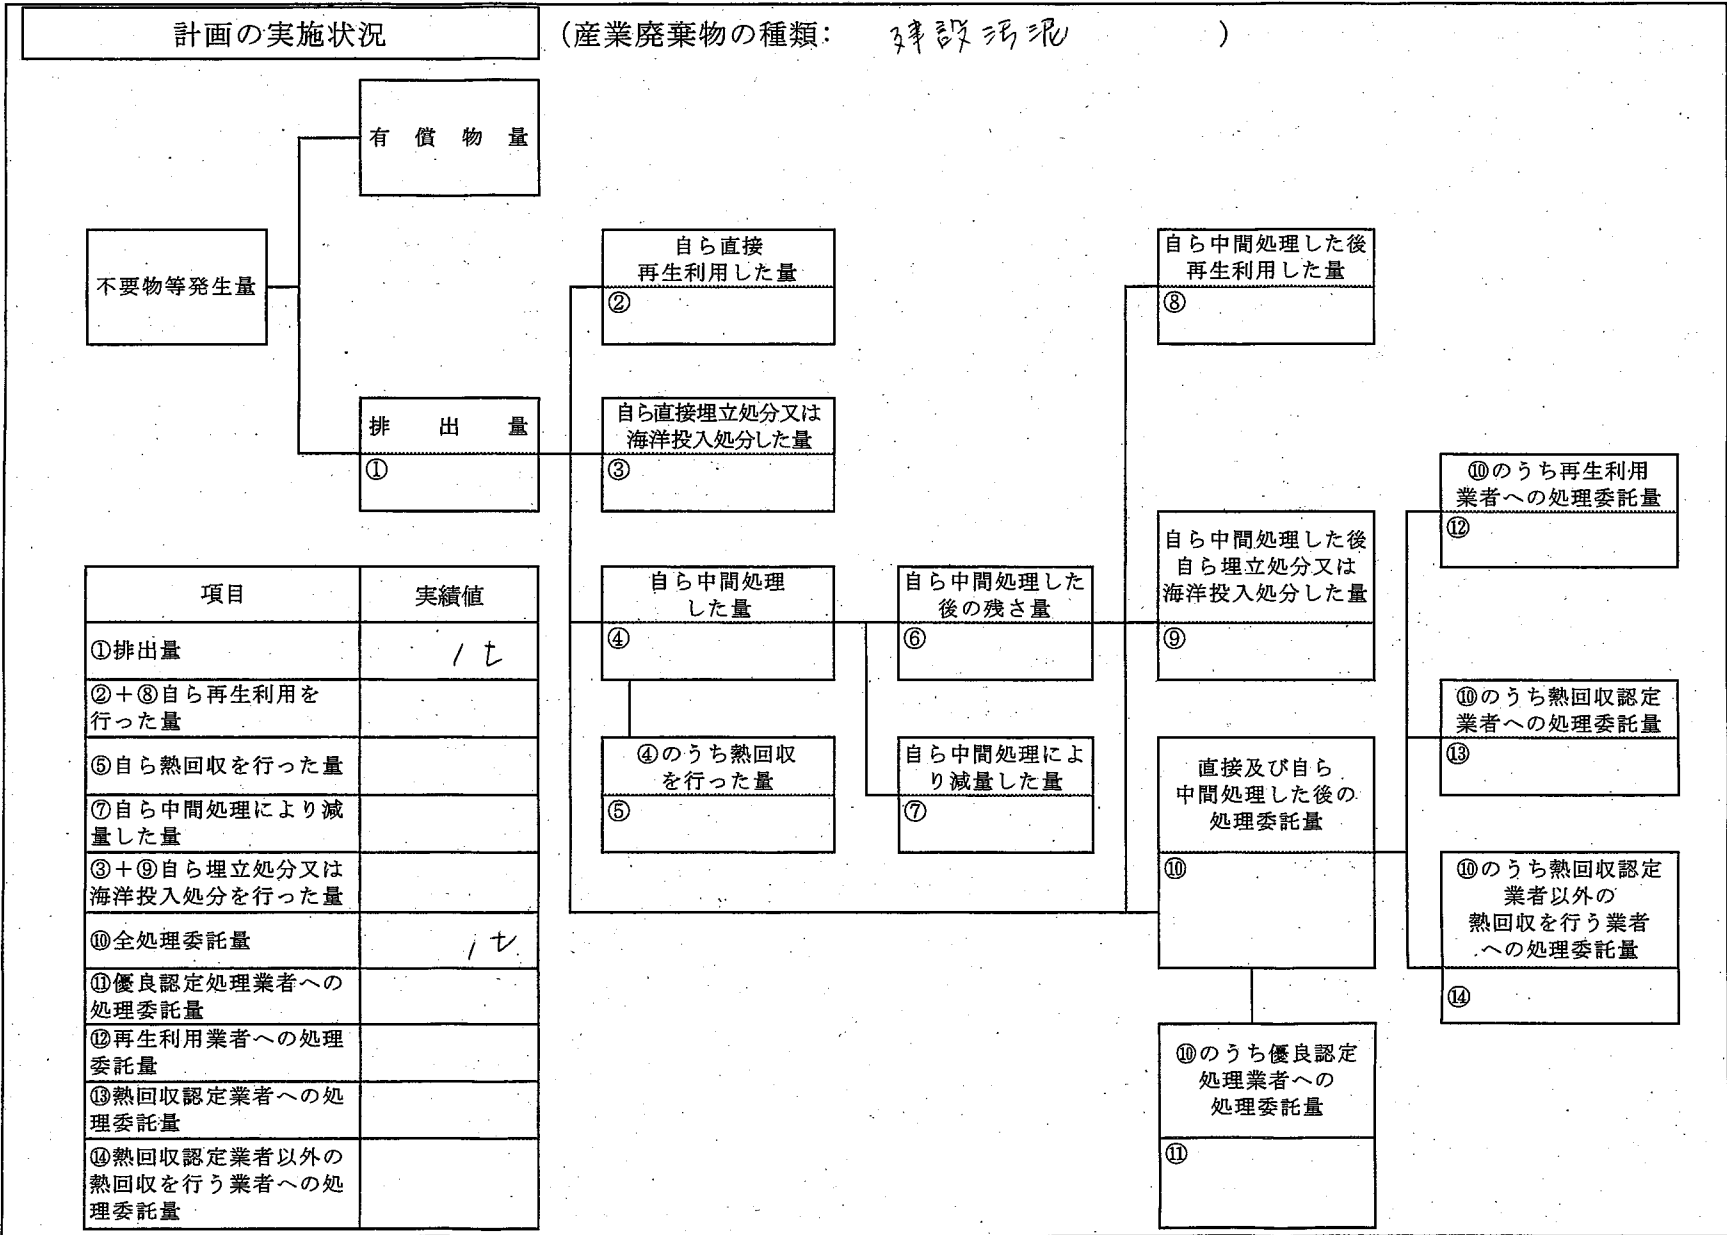 計画の実施状況
(産業廃棄物の種類: 建設汚泥 )
有償物量
不要物等発生量
排出量
①
自ら直接
再生利用した量
②
自ら直接埋立処分又は
海洋投入処分した量
③
自ら中間処理
した量
④
④のうち熱回収
を行った量
⑤
自ら中間処理した
後の残さ量
⑥
自ら中間処理によ
り減量した量
⑦
自ら中間処理した後
再生利用した量
⑧
自ら中間処理した後
自ら埋立処分又は
海洋投入処分した量
⑨
直接及び自ら
中間処理した後の
処理委託量
⑩
⑩のうち優良認定
処理業者への
処理委託量
⑪
⑩のうち再生利用
業者への処理委託量
⑫
⑩のうち熱回収認定
業者への処理委託量
⑬
⑩のうち熱回収認定
業者以外の
熱回収を行う業者
への処理委託量
⑭
項目 実績値
①排出量 1 t
②+⑧自ら再生利用を
行った量
⑤自ら熱回収を行った量
⑦自ら中間処理により減
量した量
③+⑨自ら埋立処分又は
海洋投入処分を行った量
⑩全処理委託量 1 t
⑪優良認定処理業者への
処理委託量
⑫再生利用業者への処理
委託量
⑬熱回収認定業者への処
理委託量
⑭熱回収認定業者以外の
熱回収を行う業者への処
理委託量